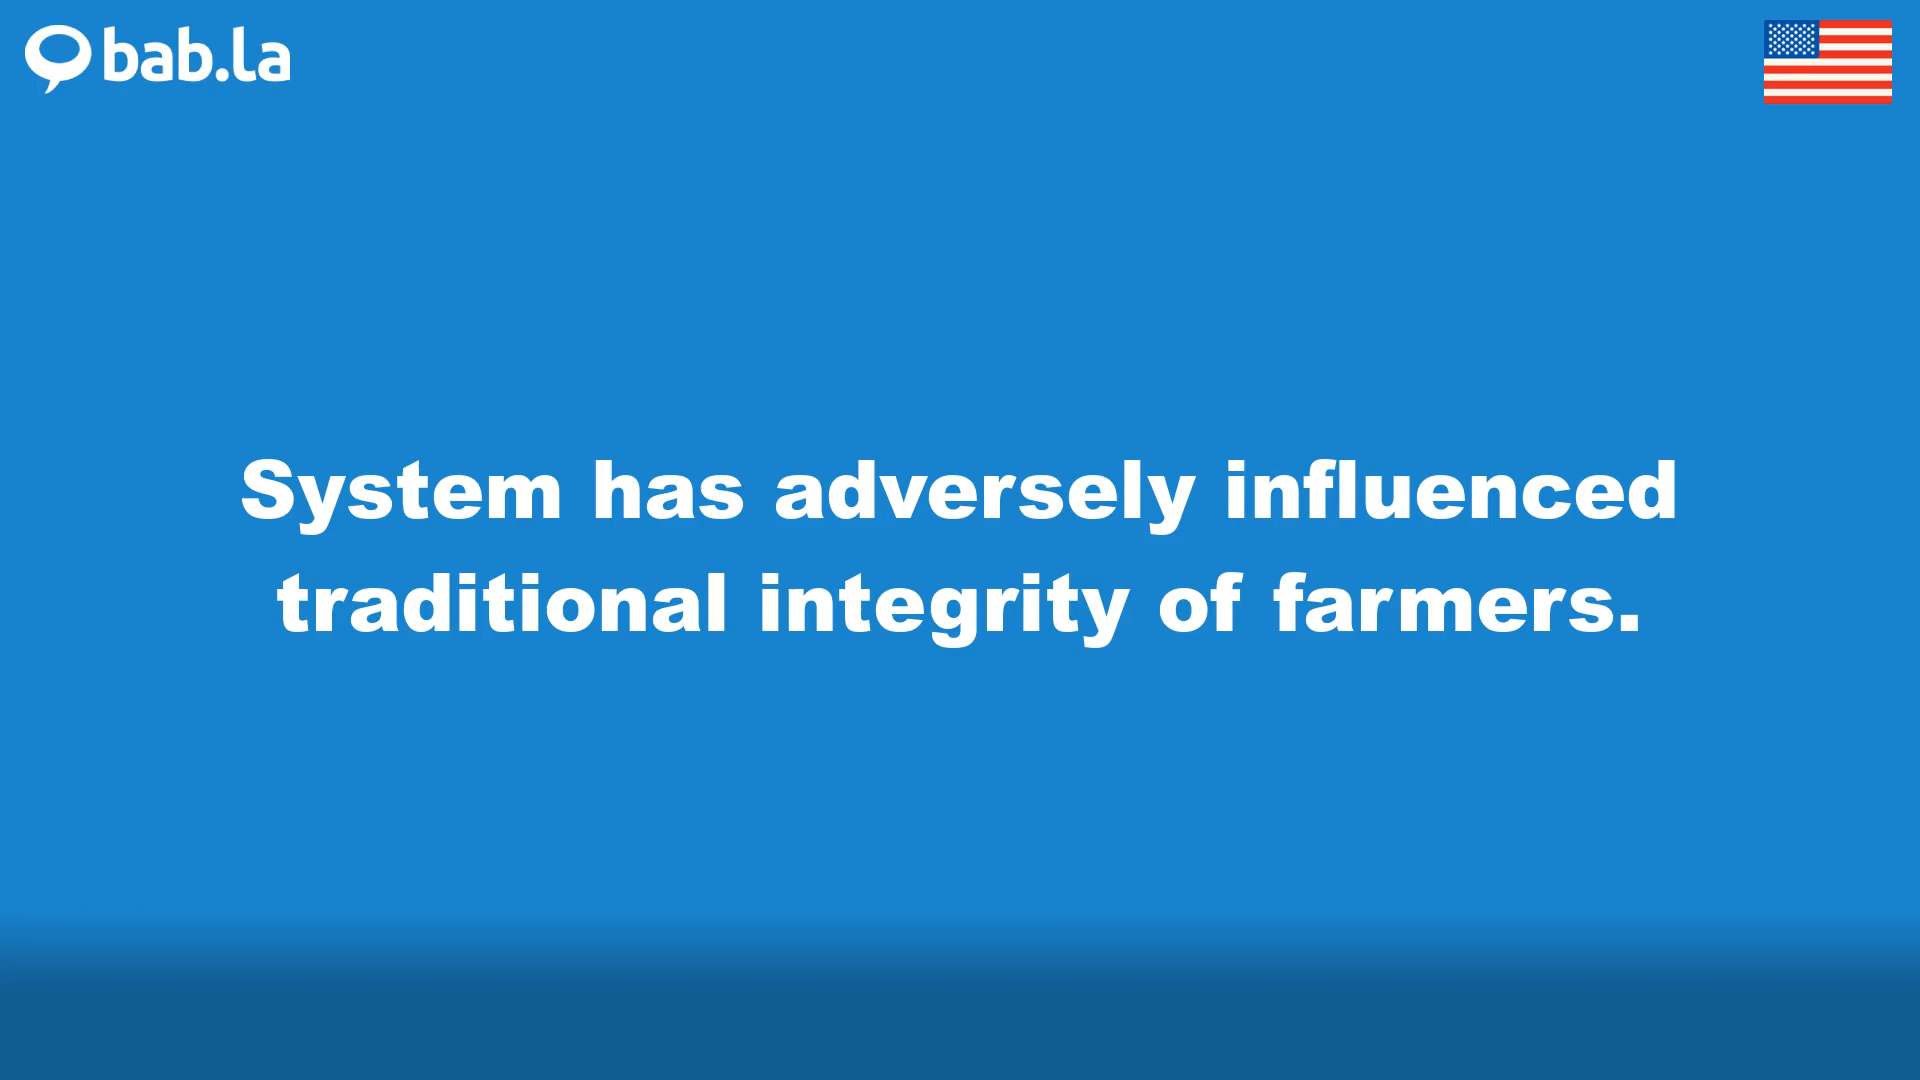 bab.la
System has adversely influenced
traditional integrity of farmers.